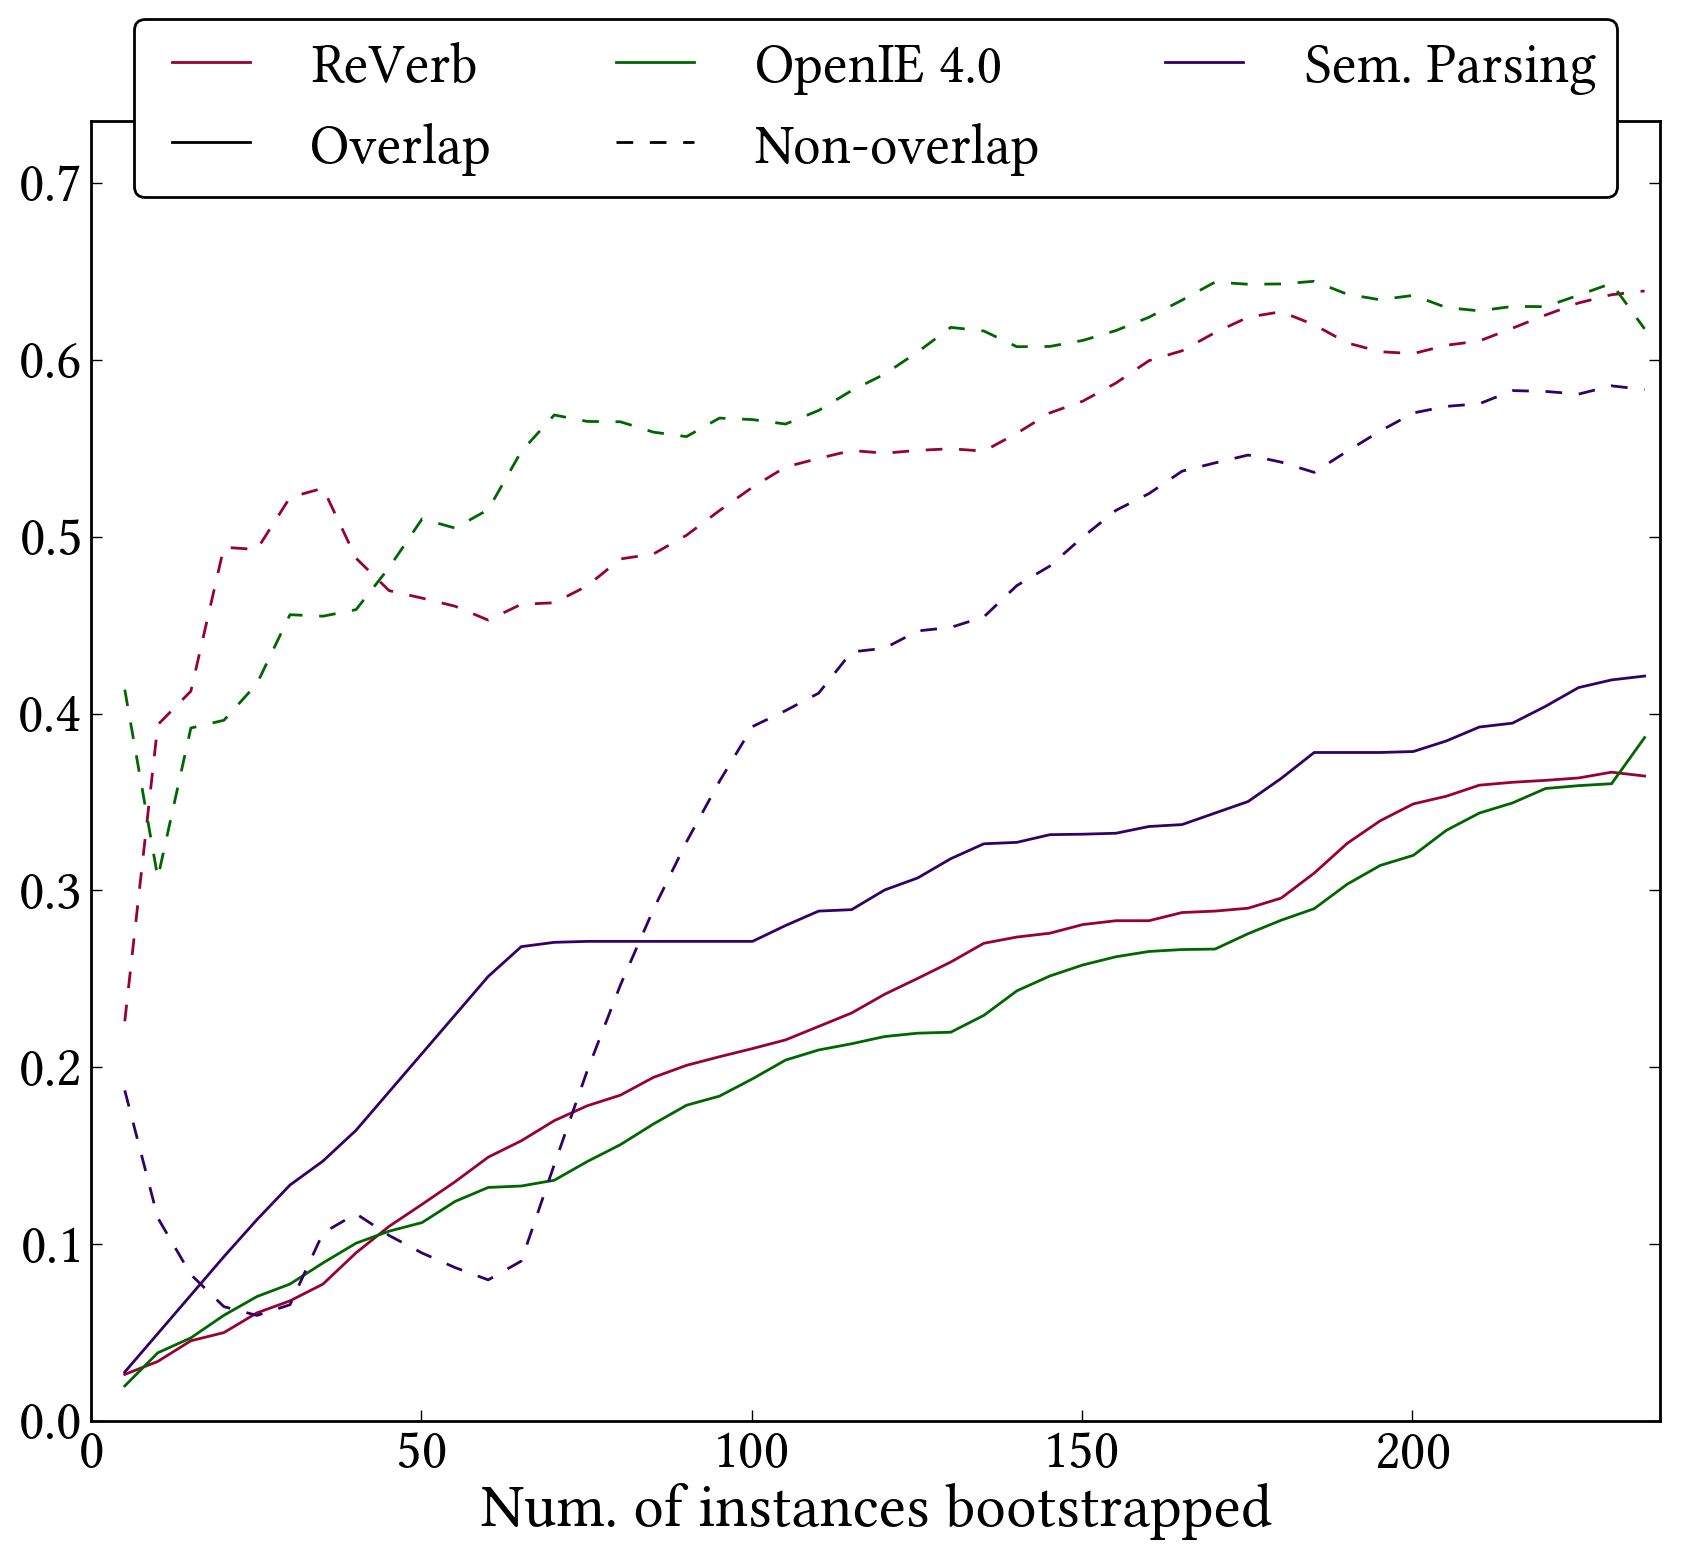 ReVerb OpenIE 4.0 Sem. Parsing
Overlap Non-overlap
0.7
0.6
0.5
0.4
0.3
0.2
0.1
0.0
0 50 100 150 200
Num. of instances bootstrapped